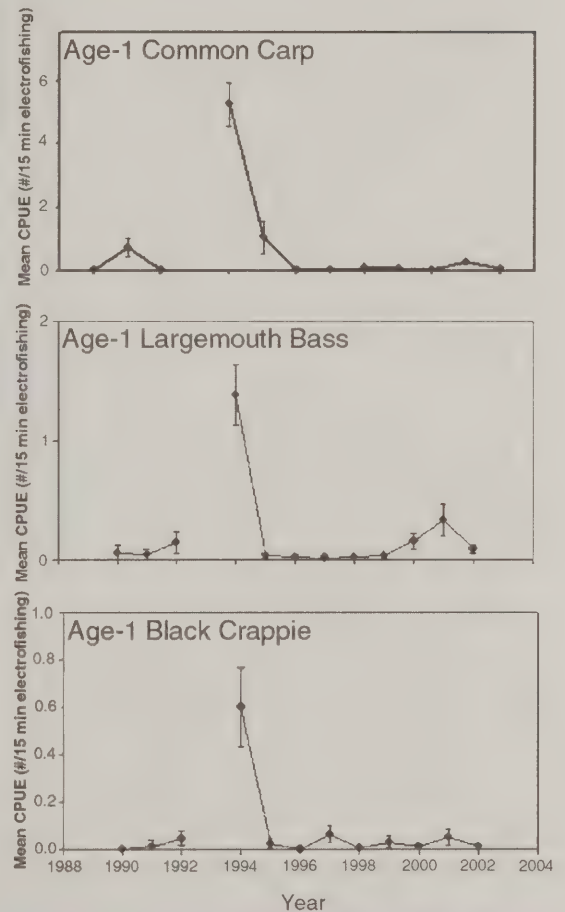 Age-1 Common Carp
Mean CPUE (#/15 min electrofishing)
6
4
2
0
Age-1 Largemouth Bass
Mean CPUE (#/15 min electrofishing)
2
1
0
Age-1 Black Crappie
Mean CPUE (#/15 min electrofishing)
1.0
0.8
0.6
0.4
0.2
0.0
1988 1990 1992 1994 1996 1998 2000 2002 2004
Year